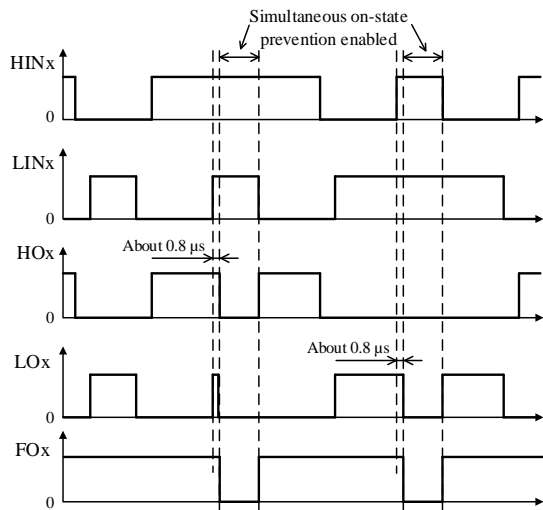 Simultaneous on-state
prevention enabled
HINx
0
LINx
0
About 0.8 µs
HOx
0
About 0.8 µs
LOx
0
FOx
0